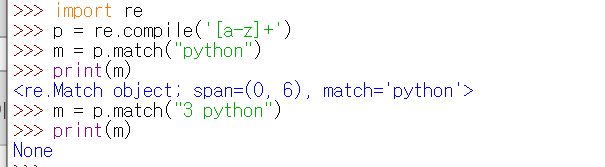 >>> import re
>>> p = re.compile('[a-z]+')
>>> m = p.match("python")
>>> print(m)
<re.Match object; span=(0, 6), match='python'>
>>> m = p.match("3 python")
>>> print(m)
None
>>>